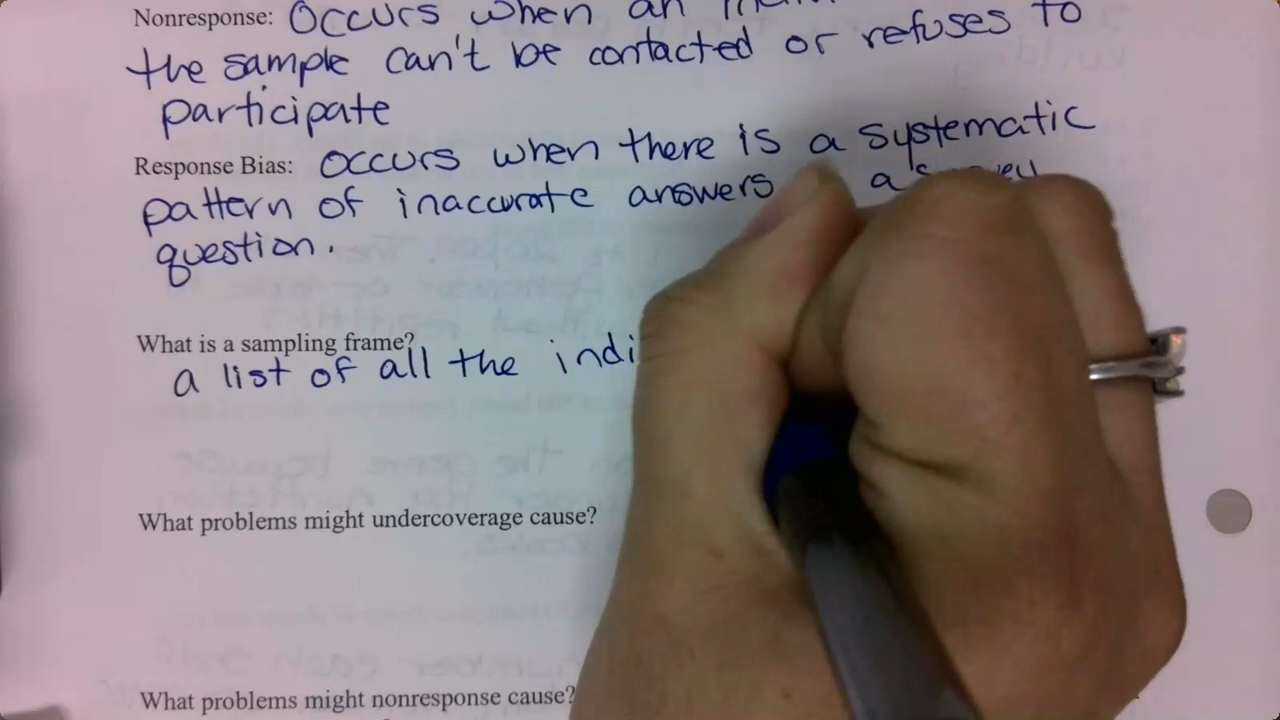 Nonresponse: Occurs when an
the sample can't be contacted or refuses to
participate
Response Bias: Occurs when there is a systematic
pattern of inaccurate answers a
question.
What is a sampling frame?
a list of all the
What problems might undercoverage cause?
What problems might nonresponse cause?